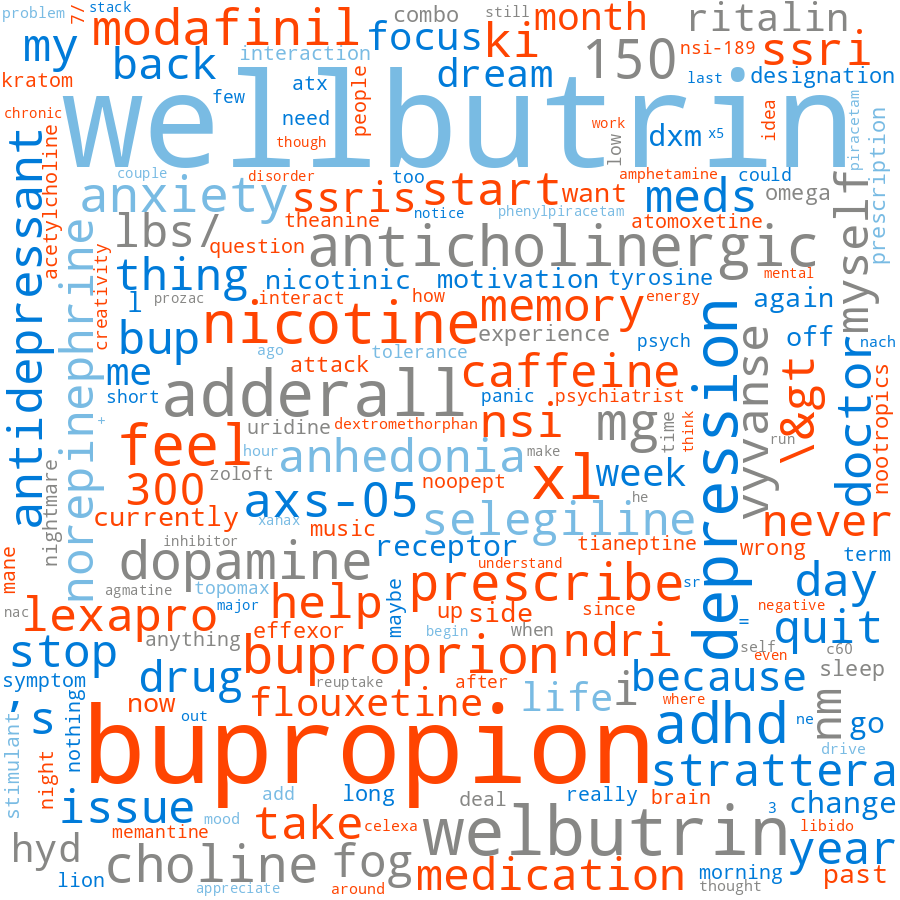 problem
7/
stack
modafinil
combo
still
month
ritalin
my
back
focus
ki
interaction
150
nsi-189
ssri
kratom
dream
last
designation
wellbutrin
chronic
few
atx
people
need
though
work
dxm
x5
idea
low
piracetam
prescription
antidepressant
acetylcholine
couple
disorder
too
amphetamine
could
anxiety
ssris
start
want
meds
omega
myself
norepinephrine
lbs/
theanine
notice
phenylpiracetam
atomoxetine
question
anticholinergic
creativity
thing
nicotinic
motivation
tyrosine
mental
l
prozac
interact
how
memory
energy
again
bup
nicotine
experience
psych
off
nach
depression
vyvanse
doctor
me
ago
tolerance
attack
caffeine
short
adderall
panic
psychiatrist
\&gt
nootropics
feel
uridine
dextromethorphan
nsi
mg
time
think
+
hour
anhedonia
make
run
nightmare
300
zoloft
noopept
xl
week
he
axs-05
currently
xanax
music
selegiline
never
mane
inhibitor
receptor
tianeptine
wrong
term
dopamine
understand
agmatine
topomax
prescribe
sr
day
nac
lexapro
major
help
maybe
up
side
since
negative
=
quit
anything
effexor
begin
when
ndri
self
even
c60
stop
buproprion
sleep
symptom
drug
reuptake
after
because
's
nothing
now
flouxetine
life
i
where
nm
out
bupropion
adhd
ne
go
stimulant
night
drive
strattera
issue
add
long
deal
really
brain
3
change
memantine
mood
take
celexa
welbutrin
libido
hyd
choline
fog
year
lion
appreciate
around
medication
morning
thought
past